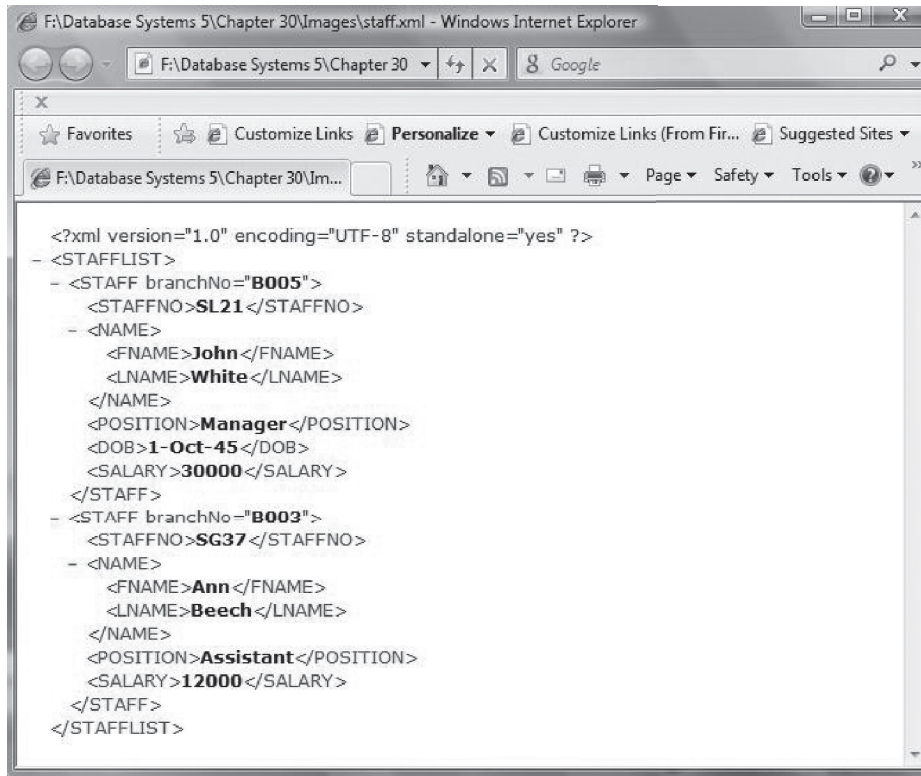 F:\Database Systems 5\Chapter 30\Images\staff.xml - Windows Internet Explorer
F:\Database Systems 5\Chapter 30
Google
Favorites Customize Links Personalize Customize Links (From Fir... Suggested Sites
F:\Database Systems 5\Chapter 30\Im... Page Safety Tools
<?xml version="1.0" encoding="UTF-8" standalone="yes" ?>
- <STAFFLIST>
- <STAFF branchNo="B005">
<STAFFNO>SL21</STAFFNO>
- <NAME>
<FNAME>John</FNAME>
<LNAME>White</LNAME>
</NAME>
<POSITION>Manager</POSITION>
<DOB>1-Oct-45</DOB>
<SALARY>30000</SALARY>
</STAFF>
- <STAFF branchNo="B003">
<STAFFNO>SG37</STAFFNO>
- <NAME>
<FNAME>Ann</FNAME>
<LNAME>Beech</LNAME>
</NAME>
<POSITION>Assistant</POSITION>
<SALARY>12000</SALARY>
</STAFF>
</STAFFLIST>